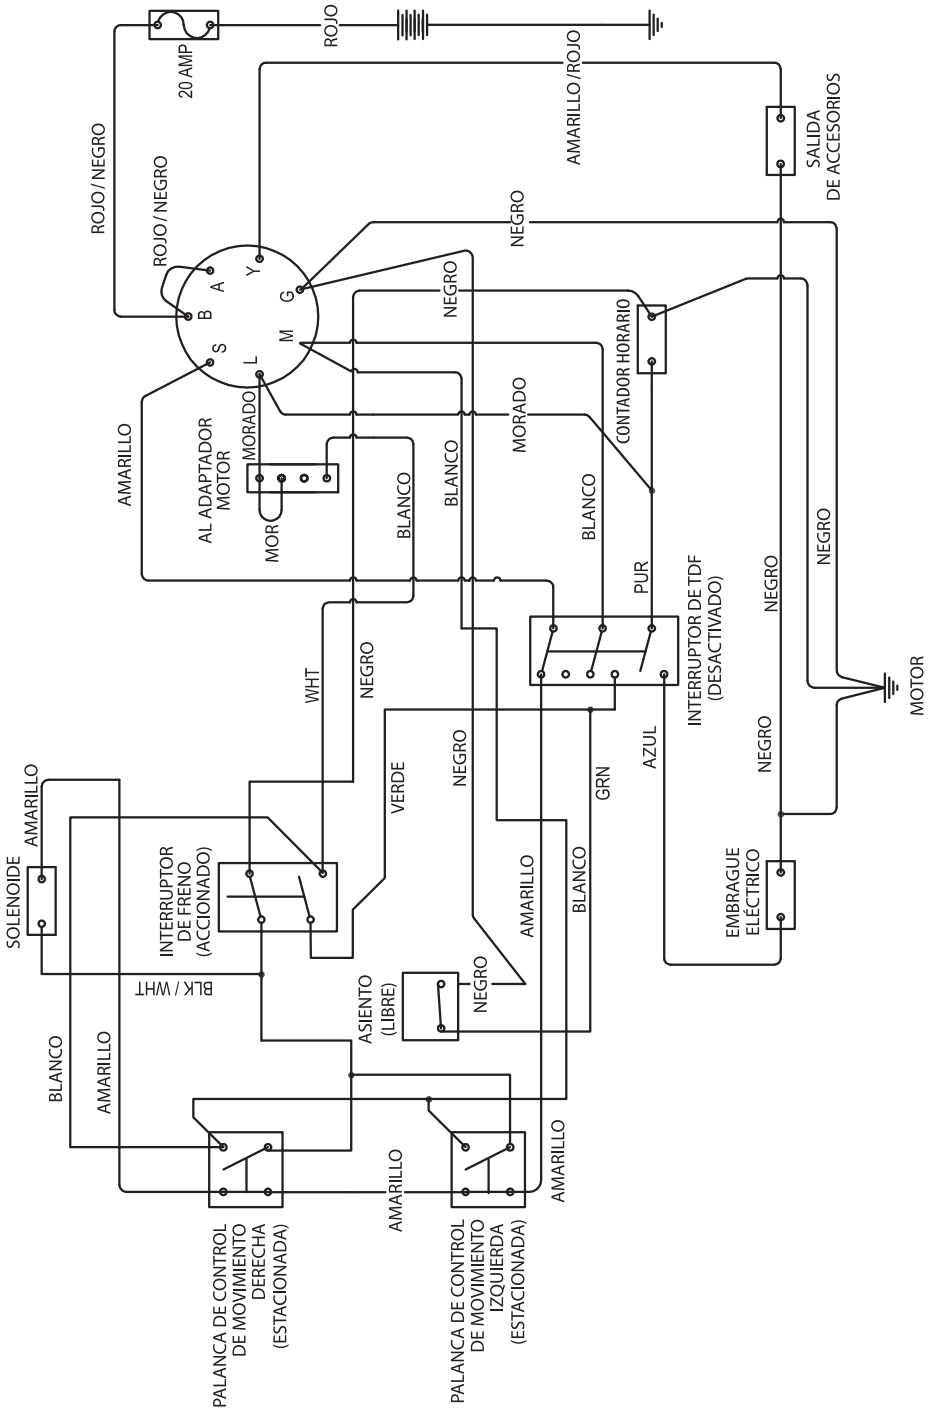 SOLENOIDE
AMARILLO
BLANCO
AMARILLO
BLK / WHT
INTERRUPTOR
DE FRENO
(ACCIONADO)
PALANCA DE CONTROL
DE MOVIMIENTO
DERECHA
(ESTACIONADA)
PALANCA DE CONTROL
DE MOVIMIENTO
IZQUIERDA
(ESTACIONADA)
AMARILLO
AMARILLO
ASIENTO
(LIBRE)
NEGRO
AMARILLO
BLANCO
VERDE
NEGRO
GRN
AZUL
WHT
NEGRO
INTERRUPTOR DE TDF
(DESACTIVADO)
EMBRAGUE
ELÉCTRICO
NEGRO
MOTOR
NEGRO
NEGRO
PUR
BLANCO
MORADO
BLANCO
BLANCO
AL ADAPTADOR
MOTOR
MOR
MORADO
AMARILLO
CONTADOR HORARIO
NEGRO
NEGRO
S
L
B
M
A
G
Y
ROJO / NEGRO
ROJO / NEGRO
20 AMP
ROJO
AMARILLO / ROJO
SALIDA
DE ACCESORIOS